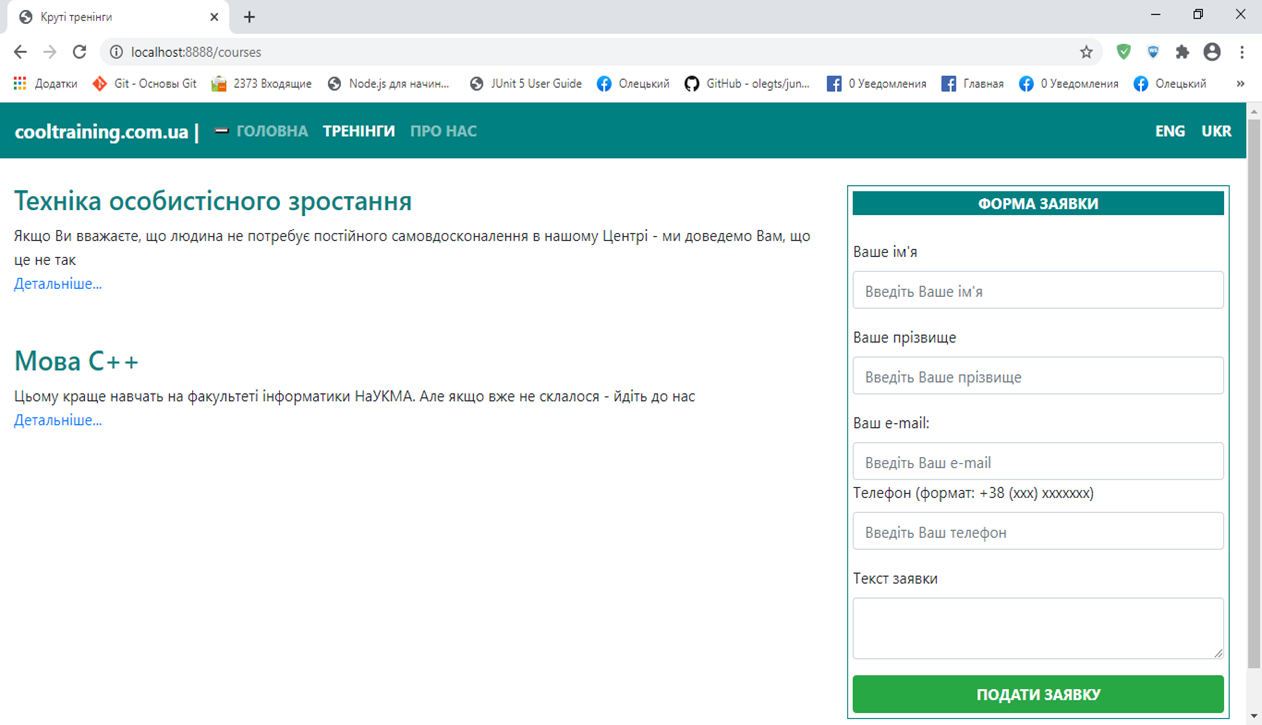 Круті тренінги
localhost:8888/courses
Додатки Git - Основы Git 2373 Входящие Node.js для начин... JUnit 5 User Guide Олецький GitHub - olegts/jun... 0 Уведомления Главная 0 Уведомления Олецький »
cooltraining.com.ua | ГОЛОВНА ТРЕНІНГИ ПРО НАС ENG UKR
Техніка особистісного зростання
Якщо Ви вважаєте, що людина не потребує постійного самовдосконалення в нашому Центрі - ми доведемо Вам, що
це не так
Детальніше...
Мова C++
Цьому краще навчать на факультеті інформатики НаУКМА. Але якщо вже не склалося - йдіть до нас
Детальніше...
ФОРМА ЗАЯВКИ
Ваше ім'я
Введіть Ваше ім'я
Ваше прізвище
Введіть Ваше прізвище
Ваш e-mail:
Введіть Ваш e-mail
Телефон (формат: +38 (xxx) xxxxxxx)
Введіть Ваш телефон
Текст заявки
ПОДАТИ ЗАЯВКУ